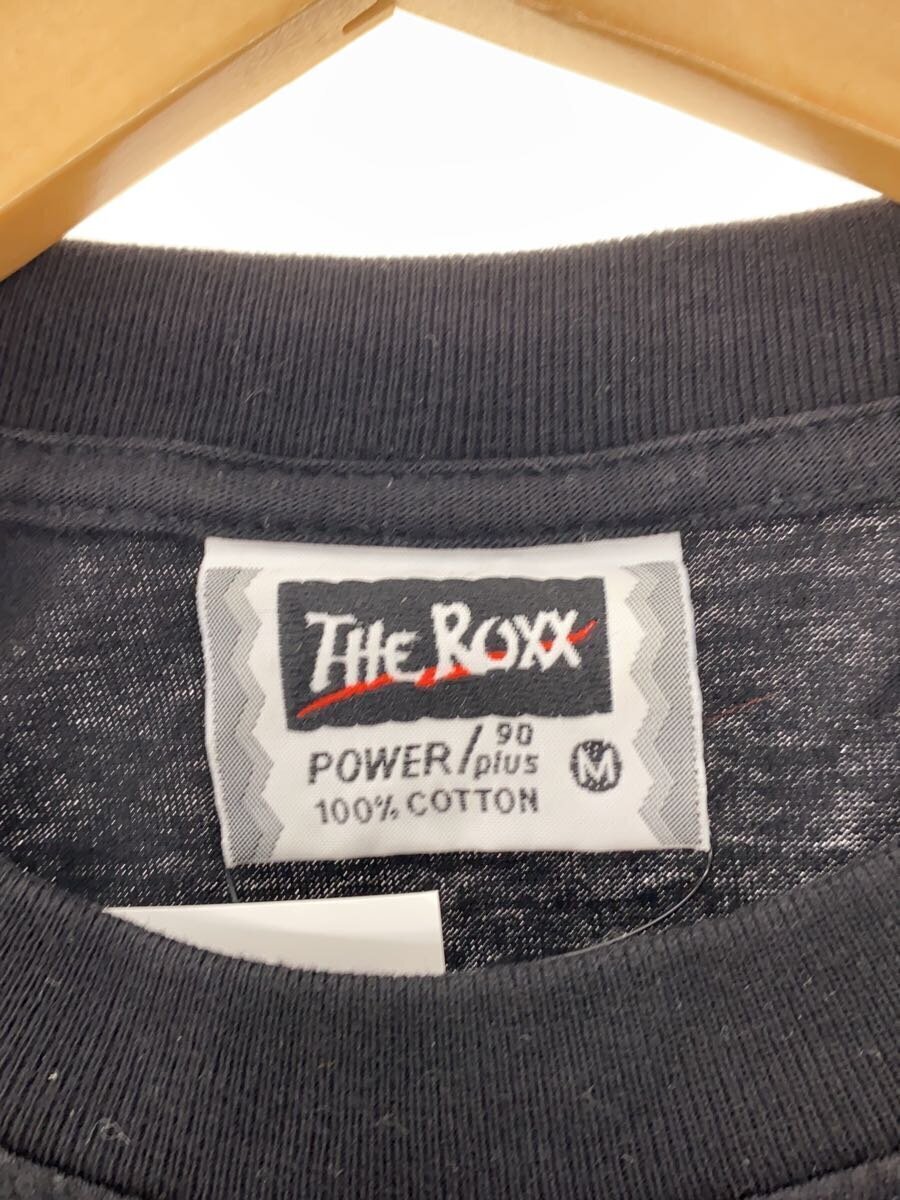 THE ROXX
POWER/90 plus M
100% COTTON